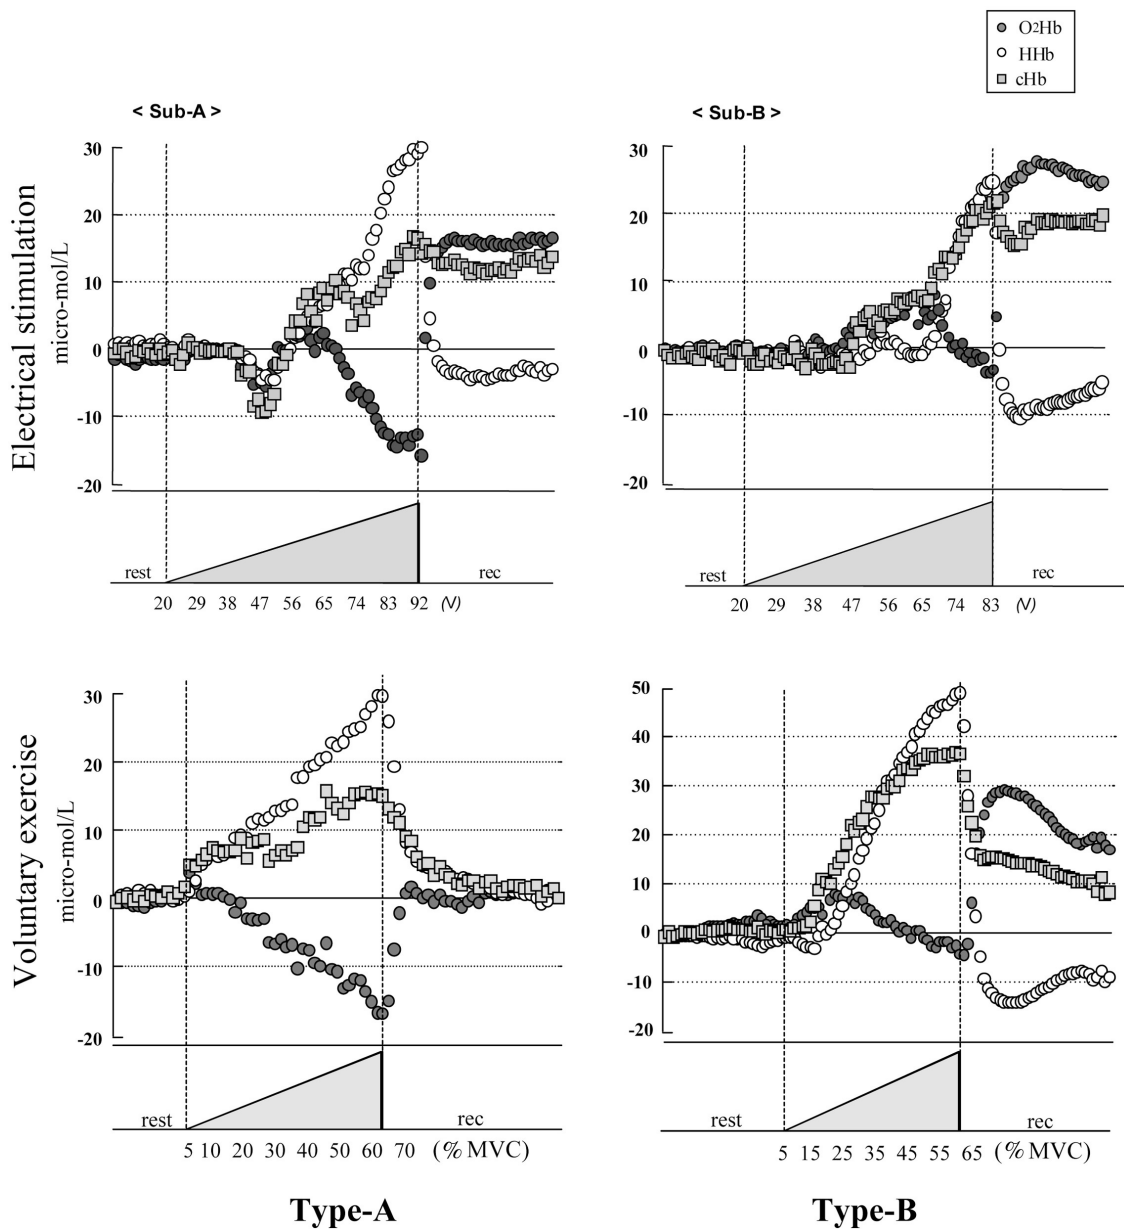 O2Hb
HHb
cHb
< Sub-A >
< Sub-B >
Electrical stimulation
micro-mol/L
30
20
10
0
-10
-20
30
20
10
0
-10
-20
rest
rec
20 29 38 47 56 65 74 83 92 (V)
rest
rec
20 29 38 47 56 65 74 83 (V)
Voluntary exercise
micro-mol/L
30
20
10
0
-10
-20
50
40
30
20
10
0
-10
-20
rest
rec
5 10 20 30 40 50 60 70 (% MVC)
rest
rec
5 15 25 35 45 55 65 (% MVC)
Type-A
Type-B